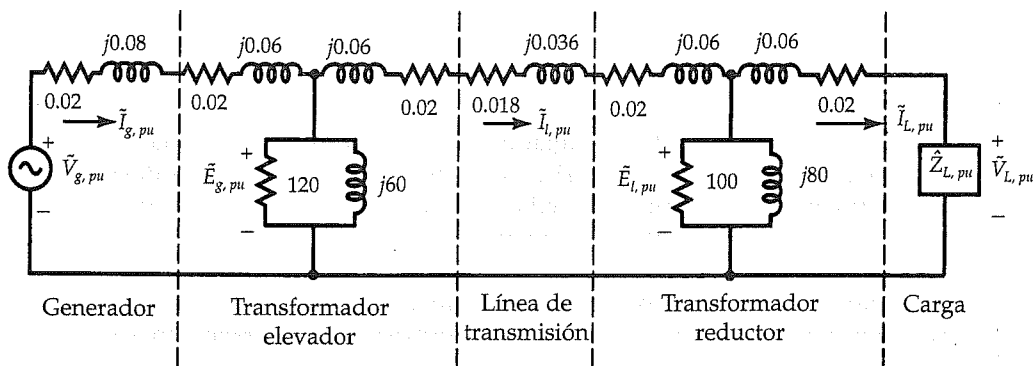 j0.08
j0.06
j0.06
j0.036
j0.06
j0.06
0.02
0.02
0.02
0.018
0.02
0.02
Ĩg, pu
Ĩl, pu
ĨL, pu
+
Ṽg, pu
−
+
Ẽg, pu
−
120
j60
+
Ẽl, pu
−
100
j80
ẐL, pu
+
ṼL, pu
−
Generador
Transformador
elevador
Línea de
transmisión
Transformador
reductor
Carga